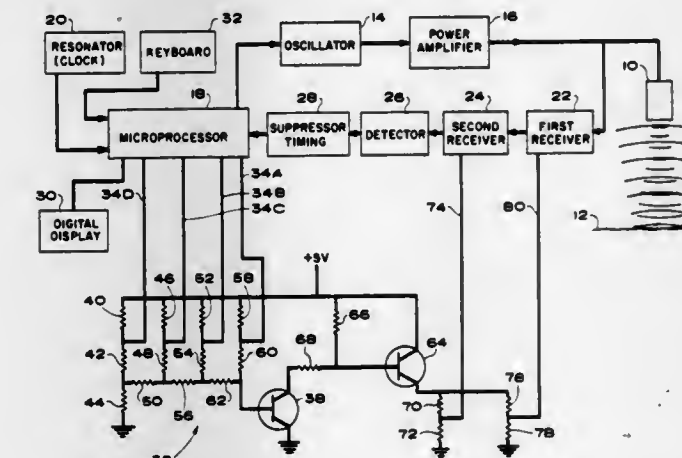 20
32
14
16
RESONATOR
(CLOCK)
KEYBOARD
OSCILLATOR
POWER
AMPLIFIER
10
18
28
26
24
22
MICROPROCESSOR
SUPPRESSOR
TIMING
DETECTOR
SECOND
RECEIVER
FIRST
RECEIVER
30
34D
34A
34B
34C
74
80
12
DIGITAL
DISPLAY
+5V
40
46
52
58
66
42
48
54
60
68
64
44
50
56
62
38
70
72
76
78